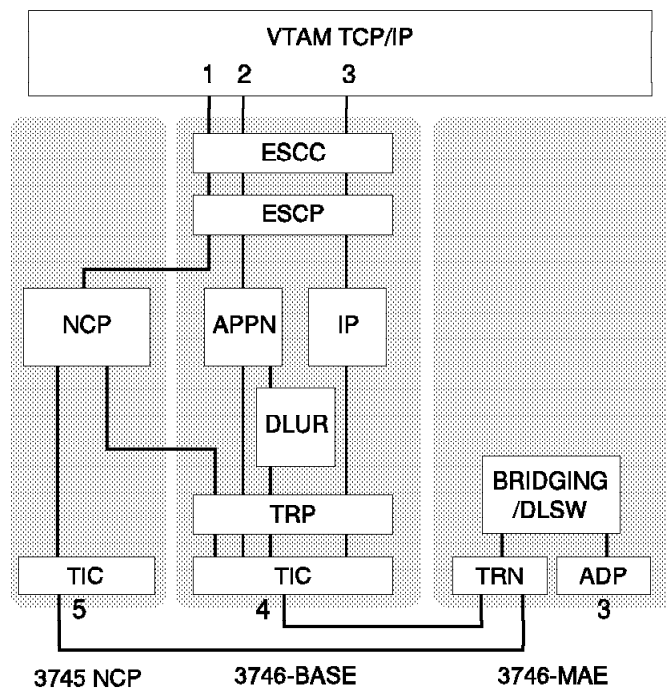 VTAM TCP/IP
1 2 3
ESCC
ESCP
NCP APPN IP
DLUR
BRIDGING
/DLSW
TRP
TIC TIC TRN ADP
5 4 3
3745 NCP 3746-BASE 3746-MAE